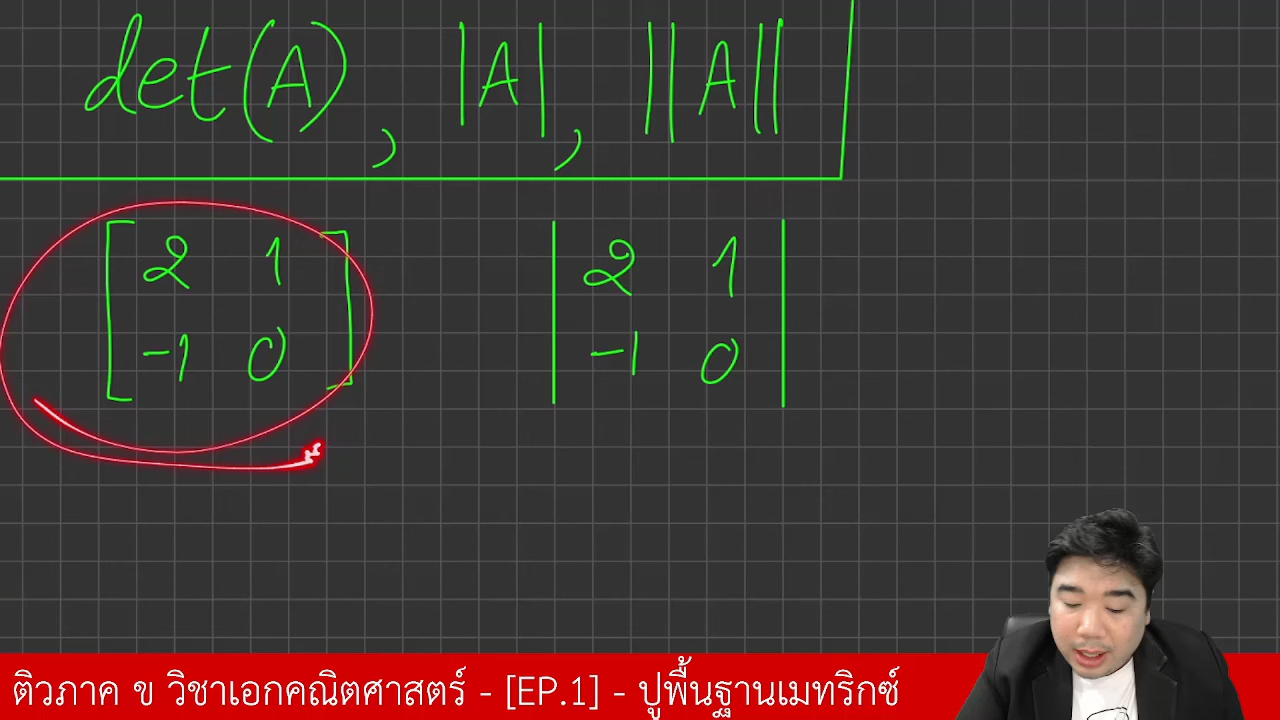 det(A) , |A| , ||A||
[ 2 1 ] | 2 1 |
[ -1 0 ] | -1 0 |
ติวภาค ข วิชาเอกคณิตศาสตร์ - [EP.1] - ปูพื้นฐานเมทริกซ์